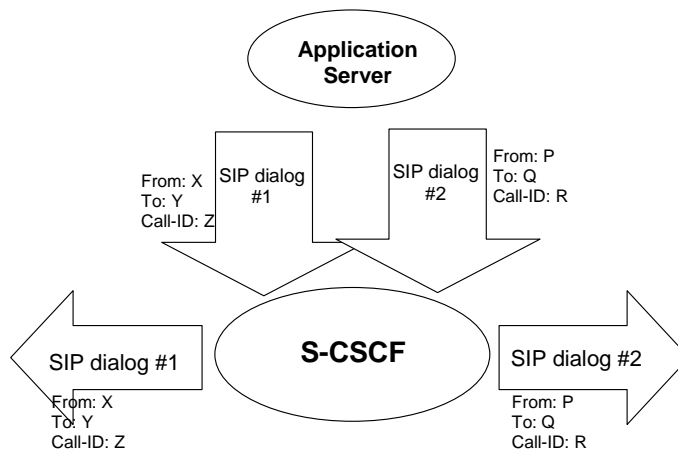 Application
Server
From: X
To: Y
Call-ID: Z
SIP dialog
#1
SIP dialog
#2
From: P
To: Q
Call-ID: R
SIP dialog #1
From: X
To: Y
Call-ID: Z
S-CSCF
SIP dialog #2
From: P
To: Q
Call-ID: R